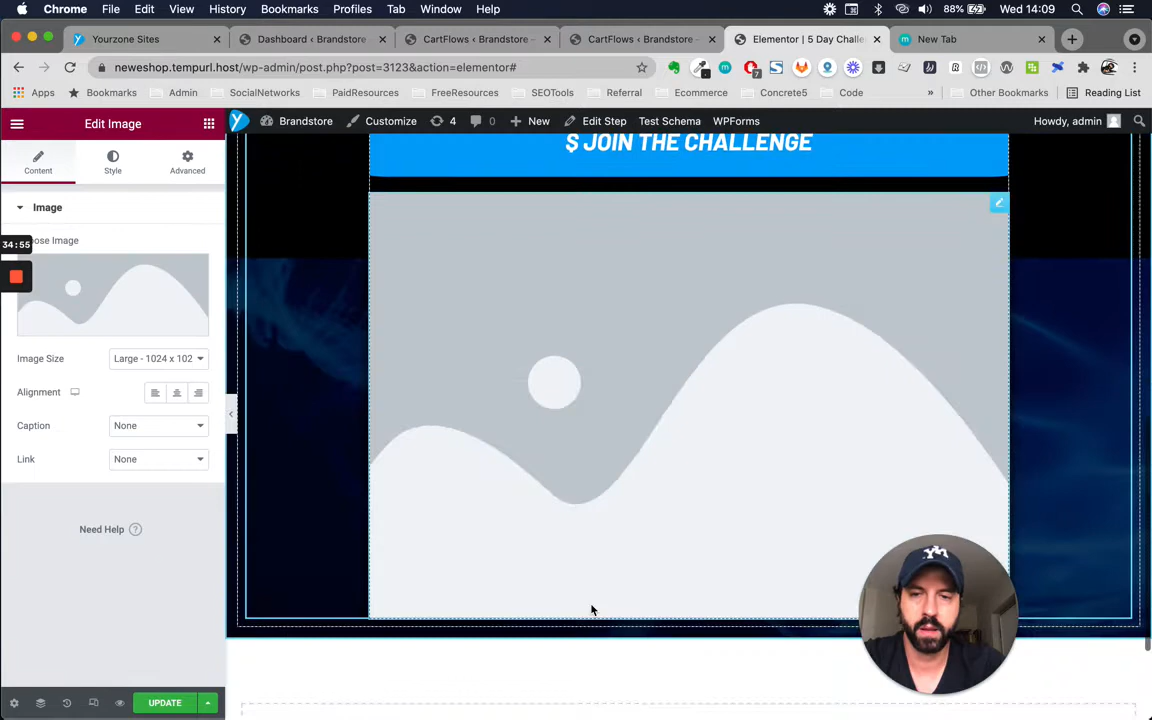 Chrome File Edit View History Bookmarks Profiles Tab Window Help 88% Wed 14:09
Yourzone Sites Dashboard ‹ Brandstore CartFlows ‹ Brandstore – CartFlows ‹ Brandstore – Elementor | 5 Day Challe New Tab
neweshop.tempurl.host/wp-admin/post.php?post=3123&action=elementor# 7
Apps Bookmarks Admin SocialNetworks PaidResources FreeResources SEOTools Referral Ecommerce Concrete5 Code » Other Bookmarks Reading List
Edit Image Brandstore Customize 4 0 New Edit Step Test Schema WPForms Howdy, admin
Content Style Advanced
$ JOIN THE CHALLENGE
Image
34:55
ose Image
Image Size Large - 1024 x 102
Alignment
Caption None
Link None
Need Help ?
UPDATE